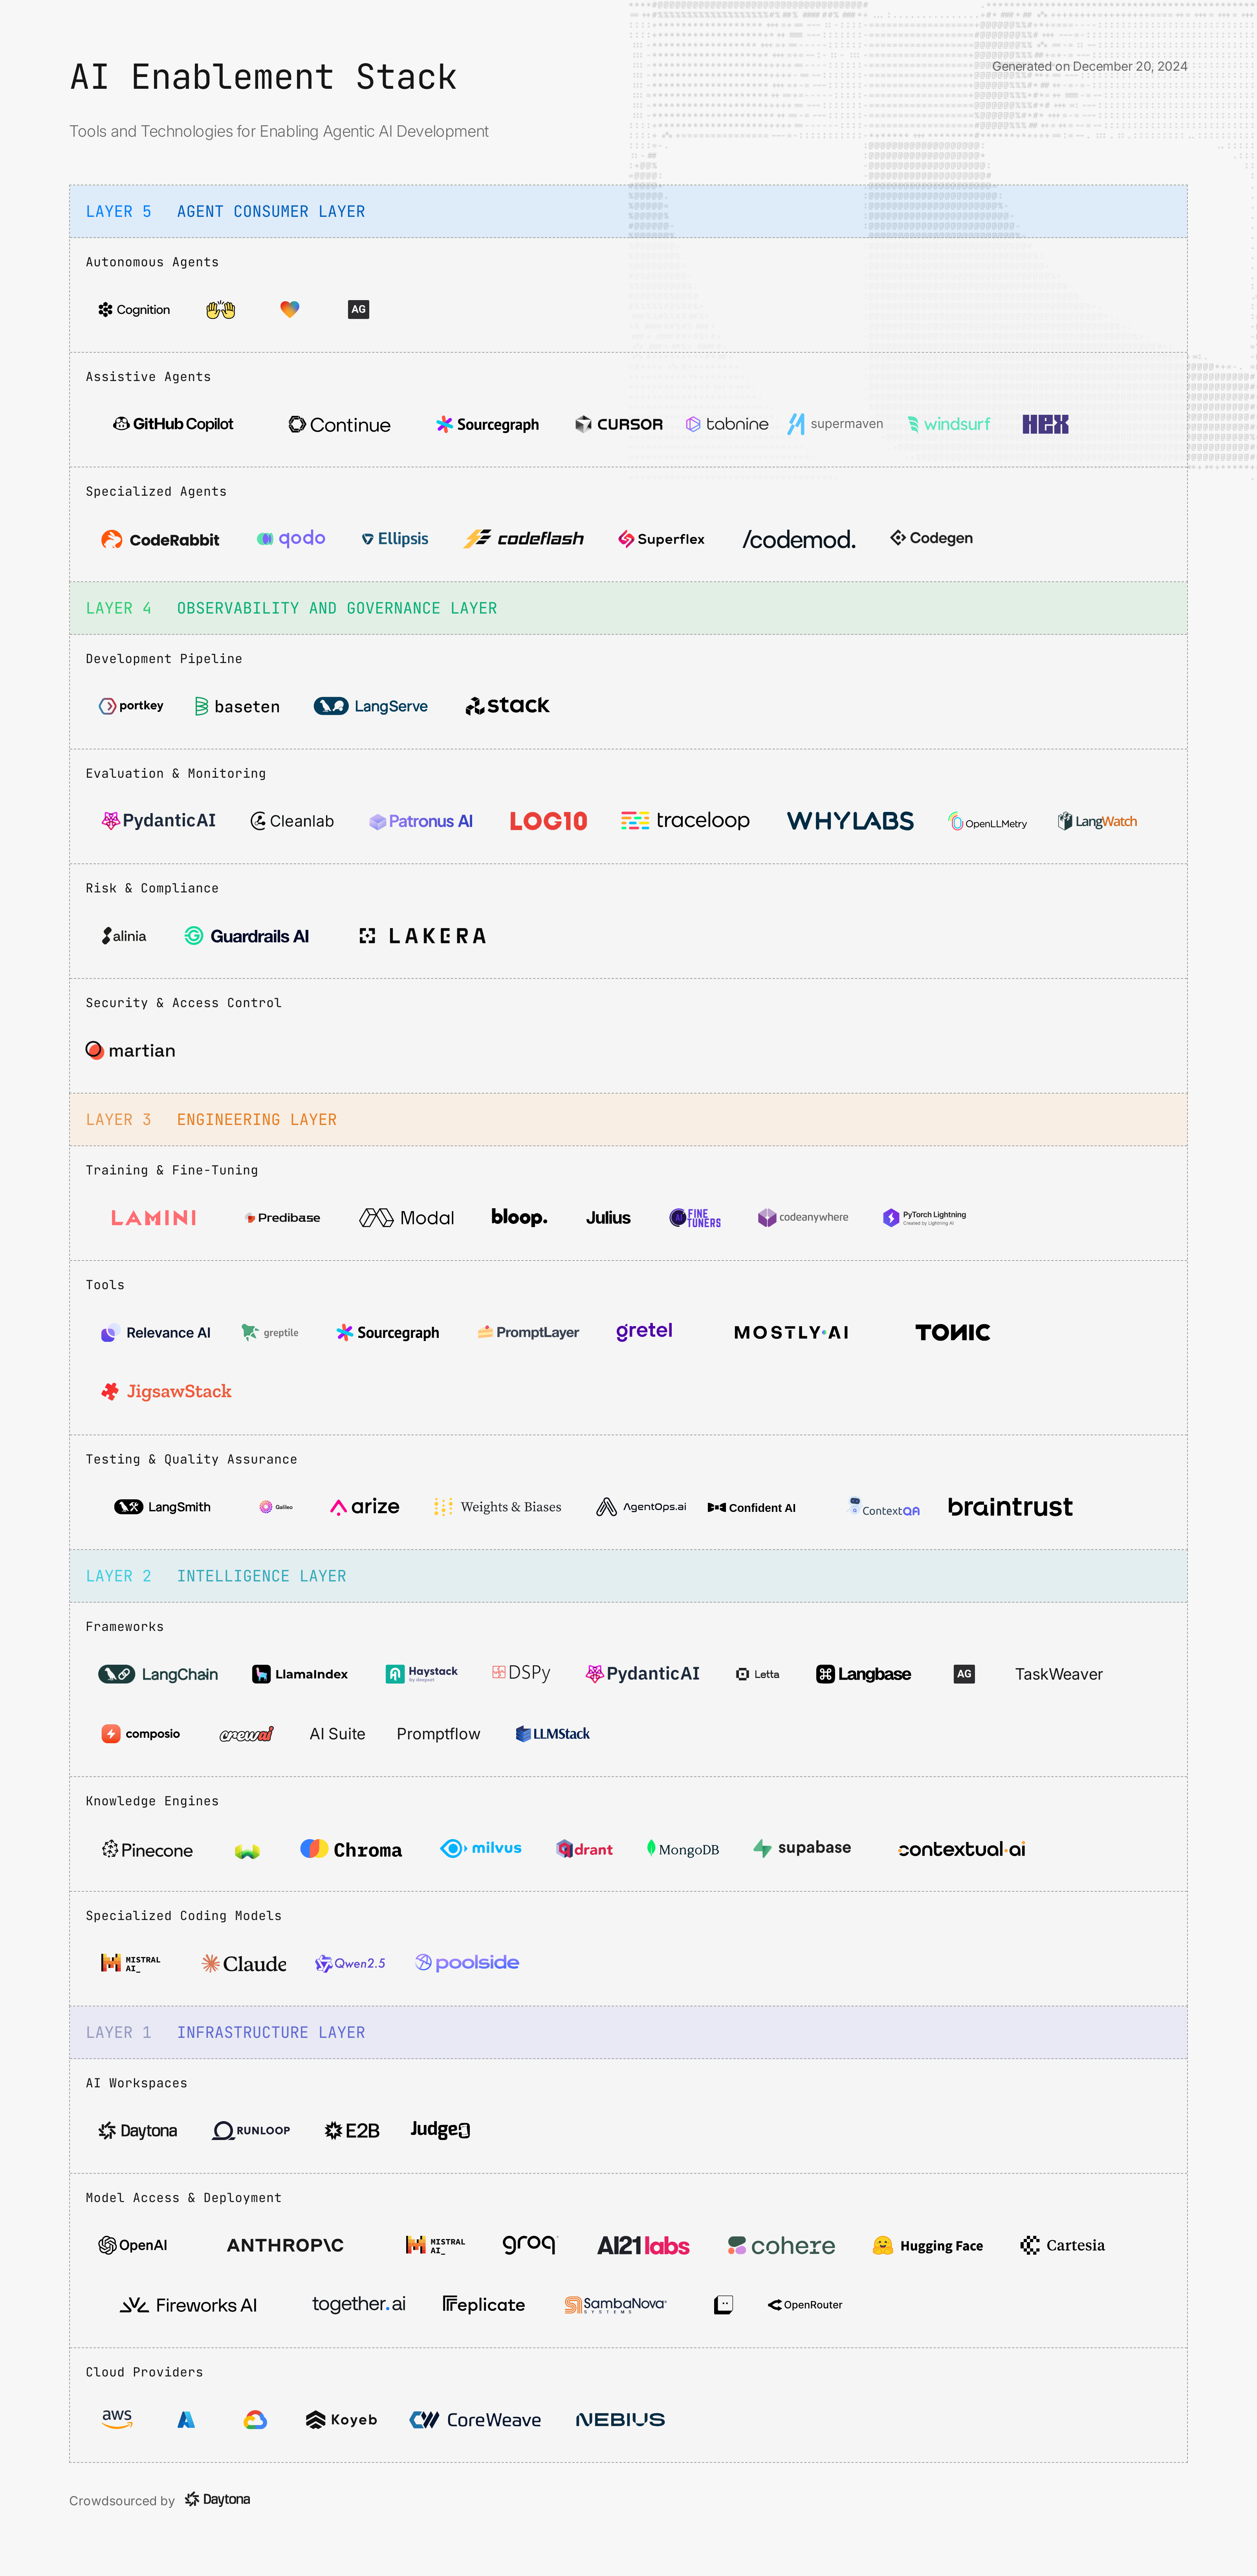 AI Enablement Stack
Generated on December 20, 2024
Tools and Technologies for Enabling Agentic AI Development
LAYER 5 AGENT CONSUMER LAYER
Autonomous Agents
Cognition AG
Assistive Agents
GitHub Copilot Continue Sourcegraph CURSOR tabnine supermaven windsurf HEX
Specialized Agents
CodeRabbit qodo Ellipsis codeflash Superflex /codemod. Codegen
LAYER 4 OBSERVABILITY AND GOVERNANCE LAYER
Development Pipeline
portkey baseten LangServe stack
Evaluation & Monitoring
PydanticAI Cleanlab Patronus AI LOG10 traceloop WHYLABS OpenLLMetry LangWatch
Risk & Compliance
alinia Guardrails AI LAKERA
Security & Access Control
martian
LAYER 3 ENGINEERING LAYER
Training & Fine-Tuning
LAMINI Predibase Modal bloop. Julius AI FINE TUNERS codeanywhere PyTorch Lightning
Created by Lightning AI
Tools
Relevance AI greptile Sourcegraph PromptLayer gretel MOSTLY·AI TONIC
JigsawStack
Testing & Quality Assurance
LangSmith Galileo arize Weights & Biases AgentOps.ai Confident AI ContextQA braintrust
LAYER 2 INTELLIGENCE LAYER
Frameworks
LangChain LlamaIndex Haystack by deepset DSPy PydanticAI Letta Langbase AG TaskWeaver
composio crewai AI Suite Promptflow LLMStack
Knowledge Engines
Pinecone Chroma milvus qdrant MongoDB supabase contextual·ai
Specialized Coding Models
MISTRAL AI_ Claude Qwen2.5 poolside
LAYER 1 INFRASTRUCTURE LAYER
AI Workspaces
Daytona RUNLOOP E2B Judge0
Model Access & Deployment
OpenAI ANTHROP\C MISTRAL AI_ groq AI21labs cohere Hugging Face Cartesia
Fireworks AI together.ai Replicate SambaNova SYSTEMS OpenRouter
Cloud Providers
aws Koyeb CoreWeave NEBIUS
Crowdsourced by Daytona